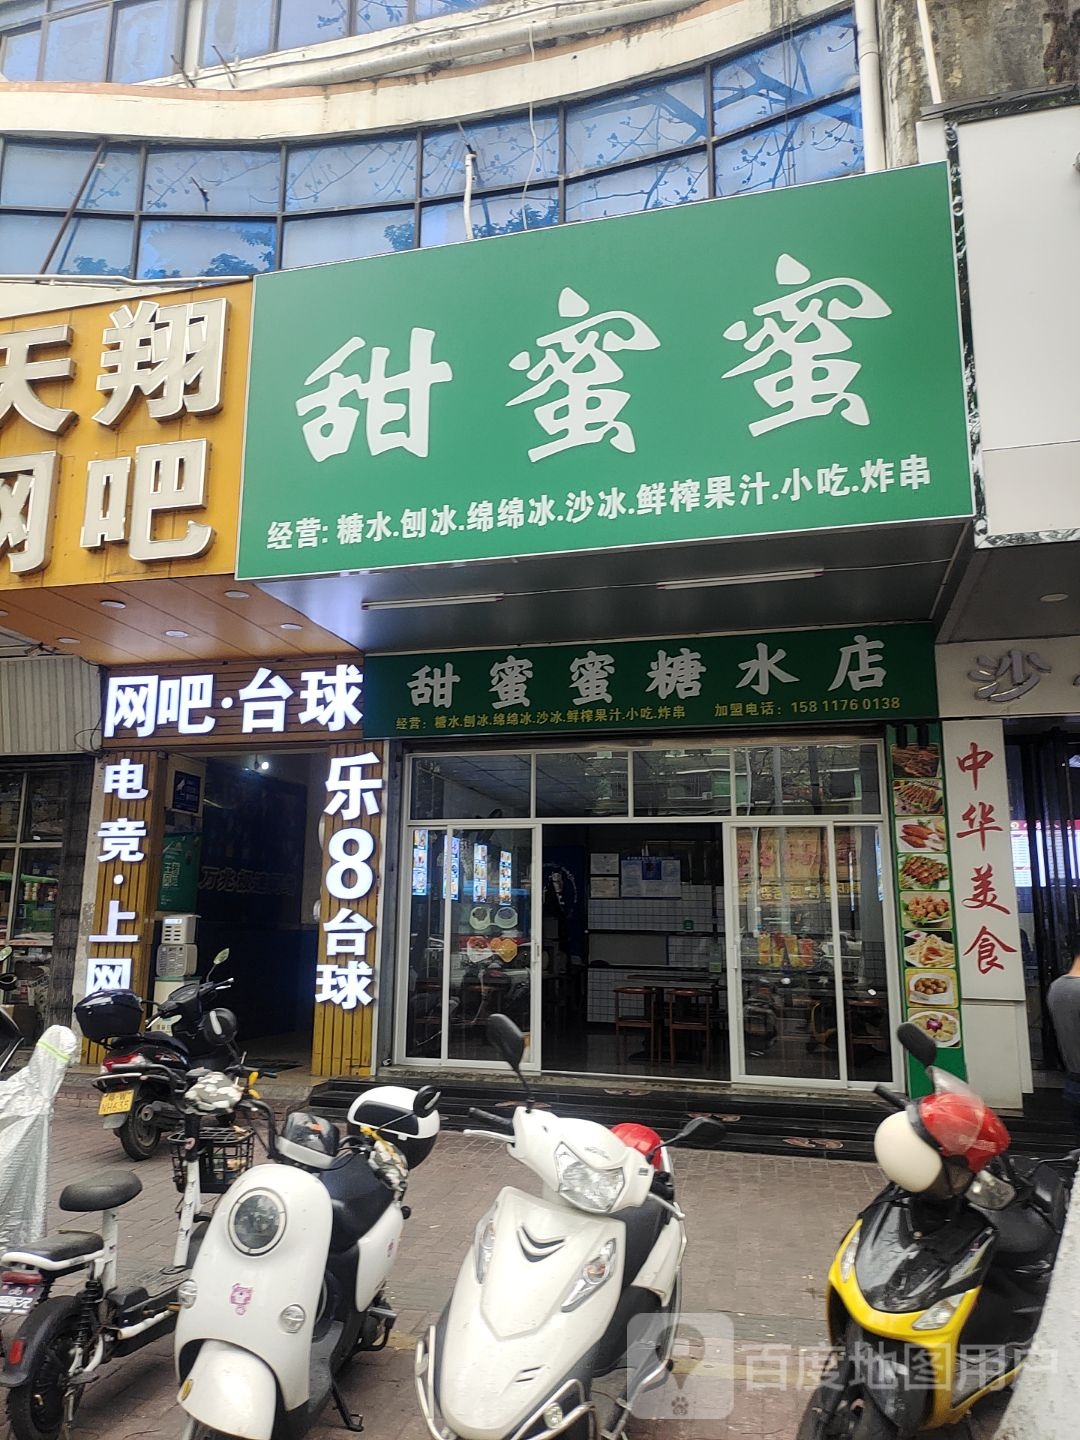 天翔
网吧
甜蜜蜜
经营:糖水.刨冰.绵绵冰.沙冰.鲜榨果汁.小吃.炸串
网吧·台球
电竞·上网
乐8台球
甜蜜蜜糖水店
经营：糖水.刨冰.绵绵冰.沙冰.鲜榨果汁.小吃.炸串 加盟电话：158 1176 0138
沙
中华美食
百度地图用户